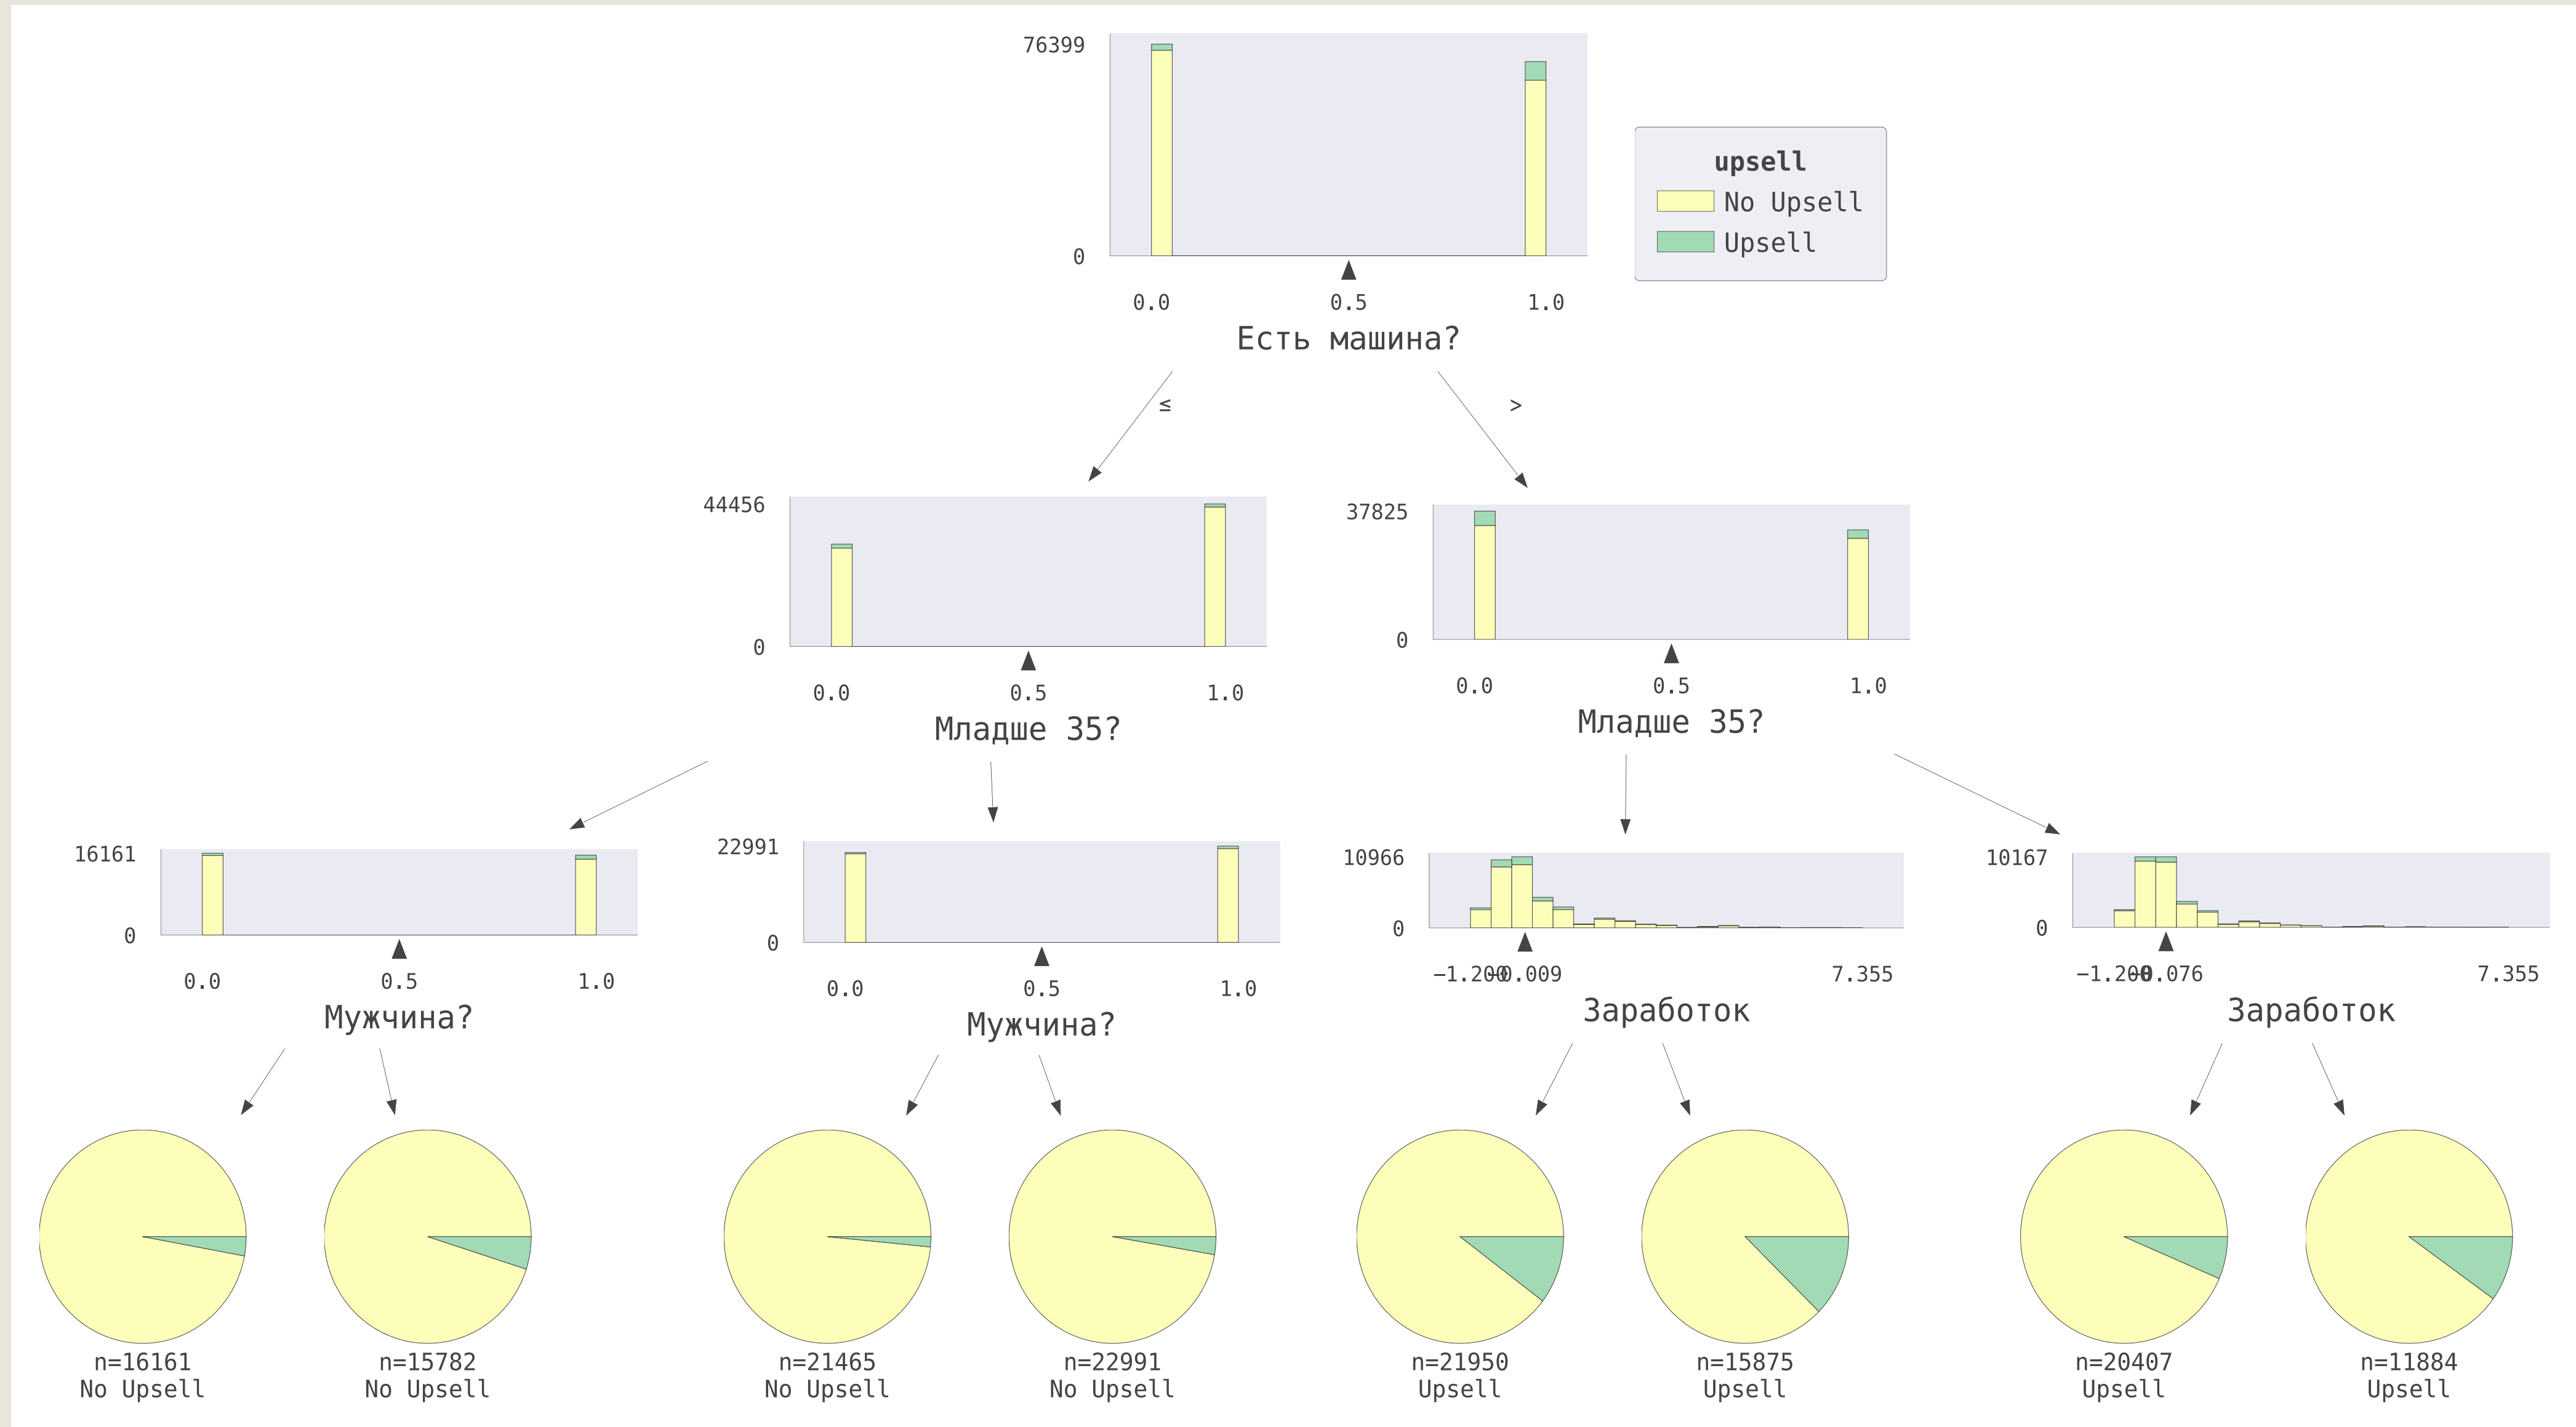 76399
0
0.0 0.5 1.0
Есть машина?
upsell
No Upsell
Upsell
≤ >
44456
0
0.0 0.5 1.0
Младше 35?
37825
0
0.0 0.5 1.0
Младше 35?
16161
0
0.0 0.5 1.0
Мужчина?
22991
0
0.0 0.5 1.0
Мужчина?
10966
0
7.355
Заработок
10167
0
7.355
Заработок
n=16161
No Upsell
n=15782
No Upsell
n=21465
No Upsell
n=22991
No Upsell
n=21950
Upsell
n=15875
Upsell
n=20407
Upsell
n=11884
Upsell